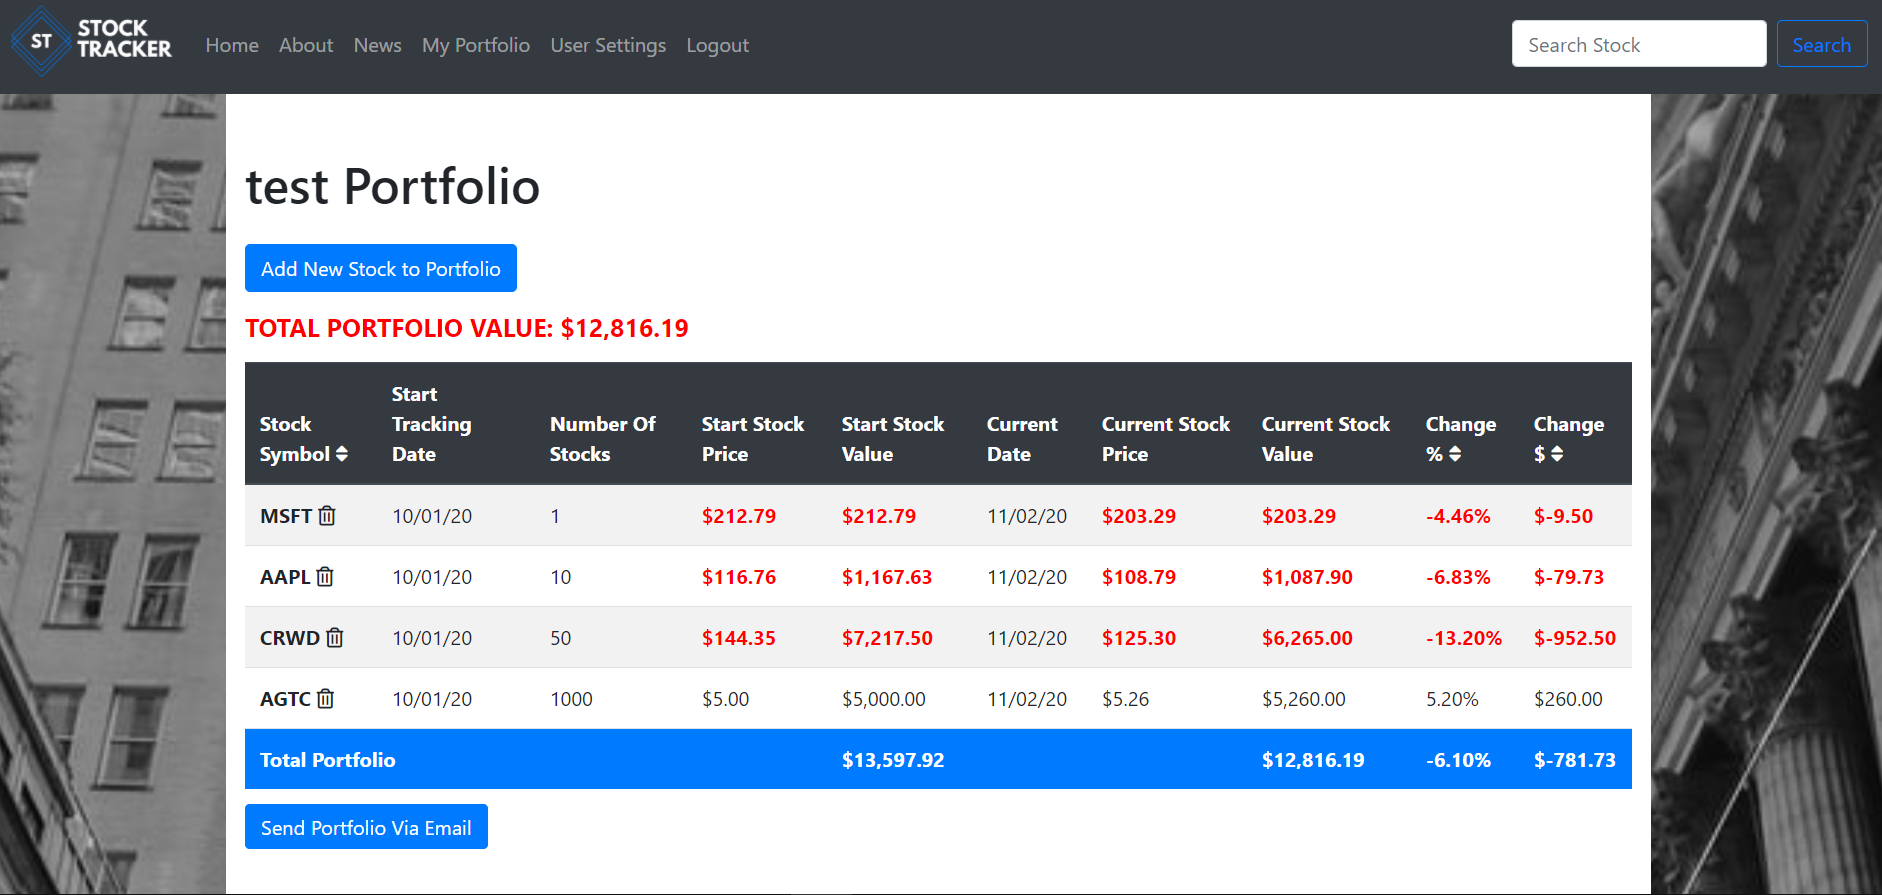 ST STOCK TRACKER
Home About News My Portfolio User Settings Logout Search Stock Search
test Portfolio
Add New Stock to Portfolio
TOTAL PORTFOLIO VALUE: $12,816.19
Stock Symbol Start Tracking Date Number Of Stocks Start Stock Price Start Stock Value Current Date Current Stock Price Current Stock Value Change % Change $
MSFT 10/01/20 1 $212.79 $212.79 11/02/20 $203.29 $203.29 -4.46% $-9.50
AAPL 10/01/20 10 $116.76 $1,167.63 11/02/20 $108.79 $1,087.90 -6.83% $-79.73
CRWD 10/01/20 50 $144.35 $7,217.50 11/02/20 $125.30 $6,265.00 -13.20% $-952.50
AGTC 10/01/20 1000 $5.00 $5,000.00 11/02/20 $5.26 $5,260.00 5.20% $260.00
Total Portfolio $13,597.92 $12,816.19 -6.10% $-781.73
Send Portfolio Via Email